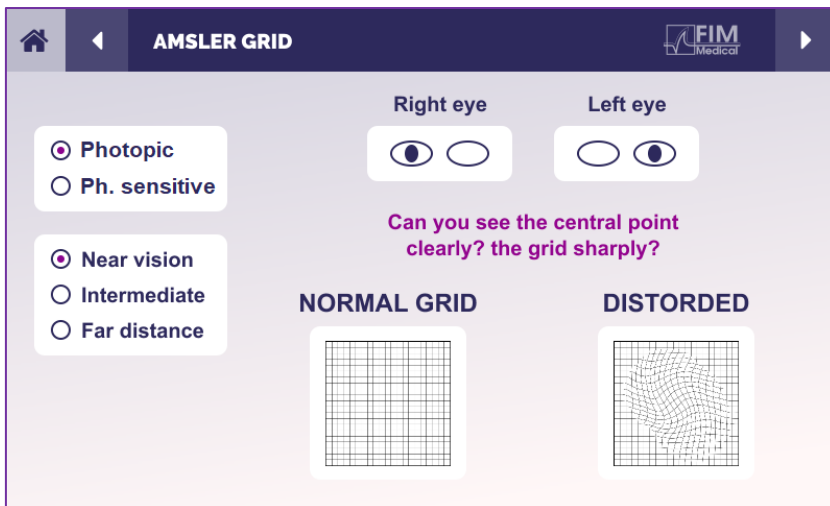 AMSLER GRID
FIM
Medical
Right eye
Left eye
Photopic
Ph. sensitive
Can you see the central point
clearly? the grid sharply?
Near vision
Intermediate
Far distance
NORMAL GRID
DISTORDED